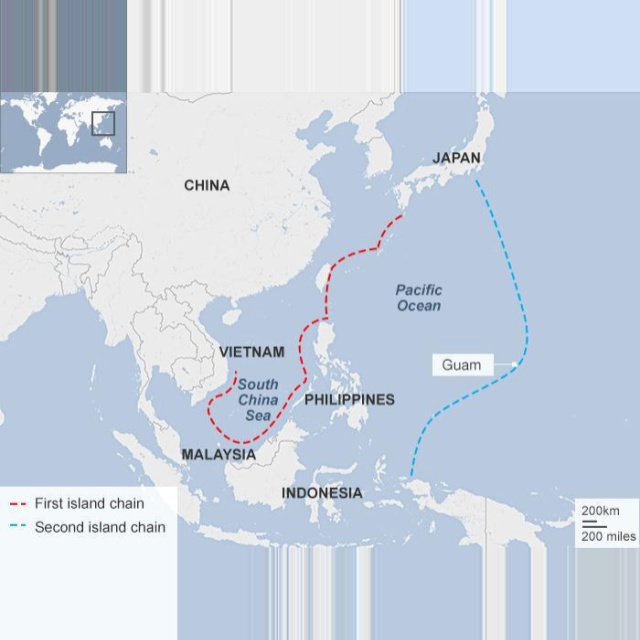 JAPAN
CHINA
Pacific
Ocean
VIETNAM
Guam
South
China
Sea
PHILIPPINES
MALAYSIA
INDONESIA
First island chain
Second island chain
200km
200 miles